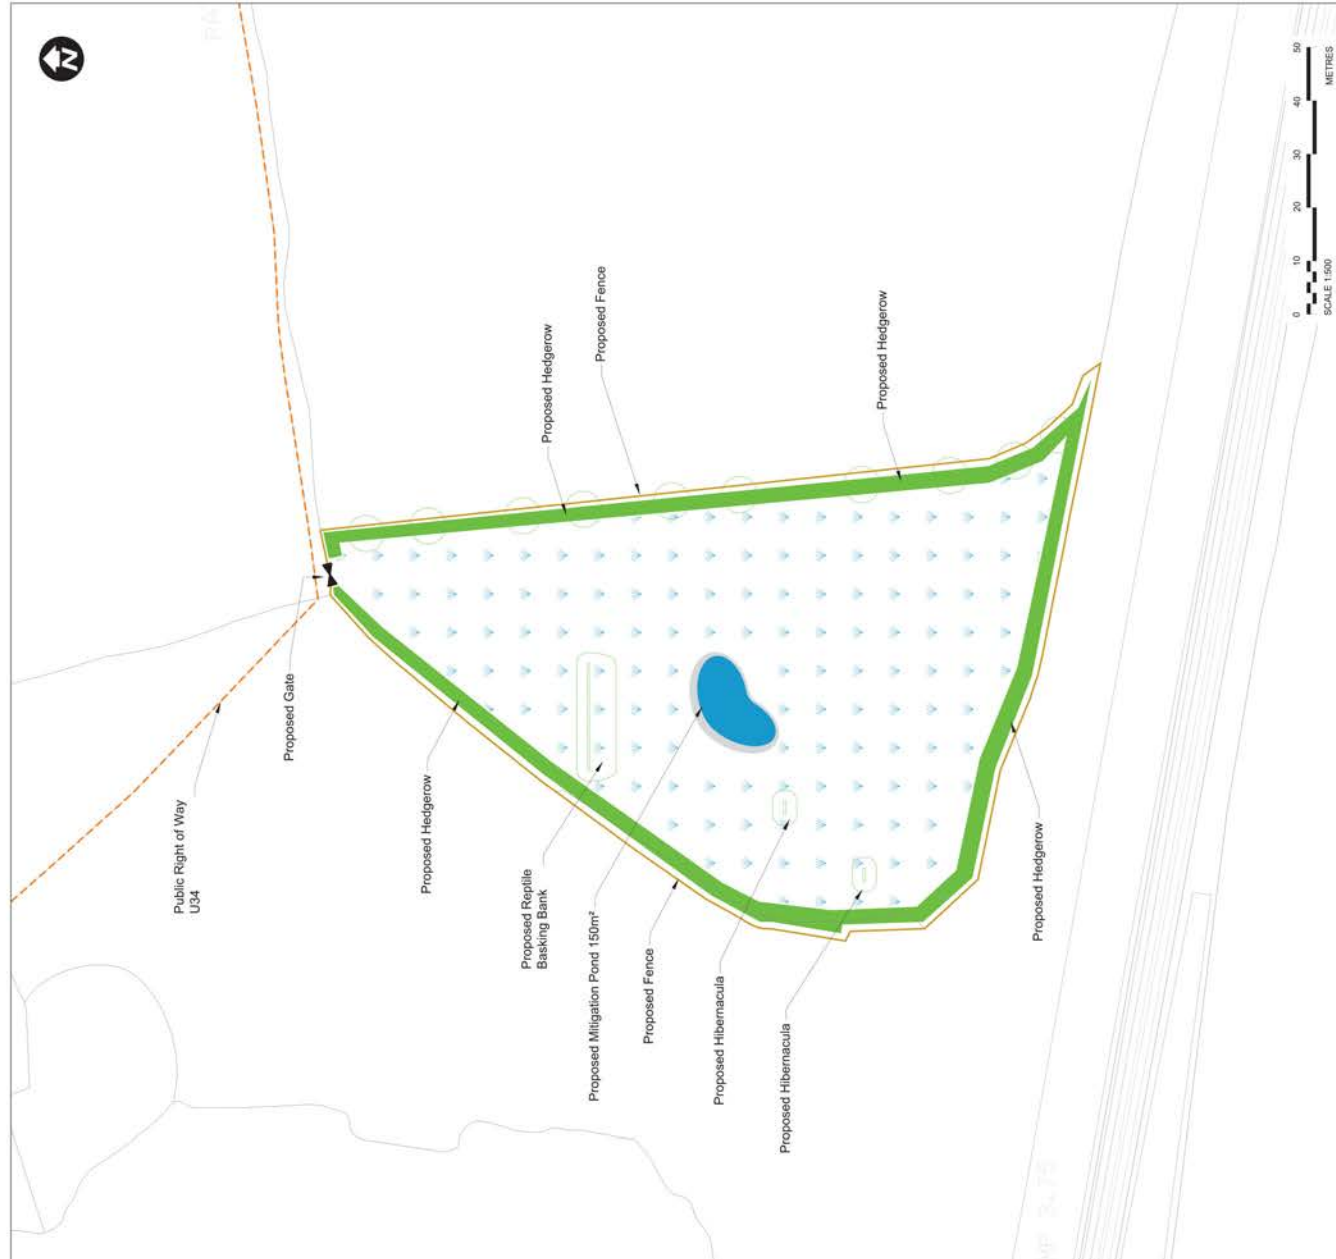 N
Public Right of Way
U34
Proposed Gate
Proposed Hedgerow
Proposed Reptile
Basking Bank
Proposed Mitigation Pond 150m²
Proposed Fence
Proposed Hibernacula
Proposed Hibernacula
Proposed Hedgerow
Proposed Hedgerow
Proposed Fence
Proposed Hedgerow
0 10 20 30 40 50
SCALE 1:500
METRES